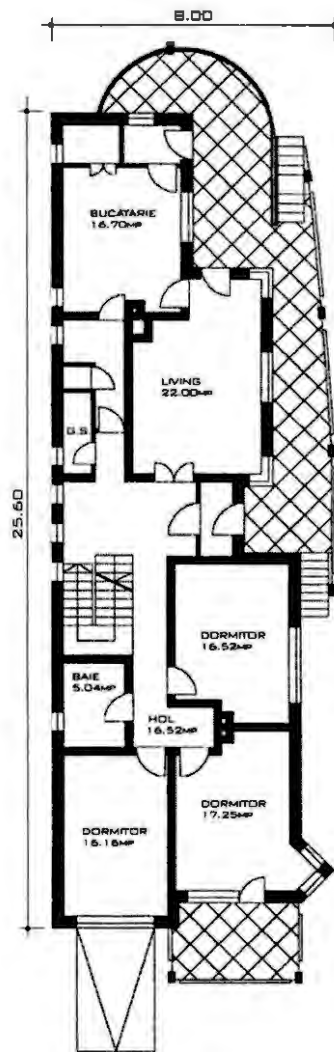 8.00
25.60
BUCATARIE
16.70MP
LIVING
22.00MP
G.S.
DORMITOR
16.52MP
BAIE
5.04MP
HOL
16.52MP
DORMITOR
17.25MP
DORMITOR
16.16MP